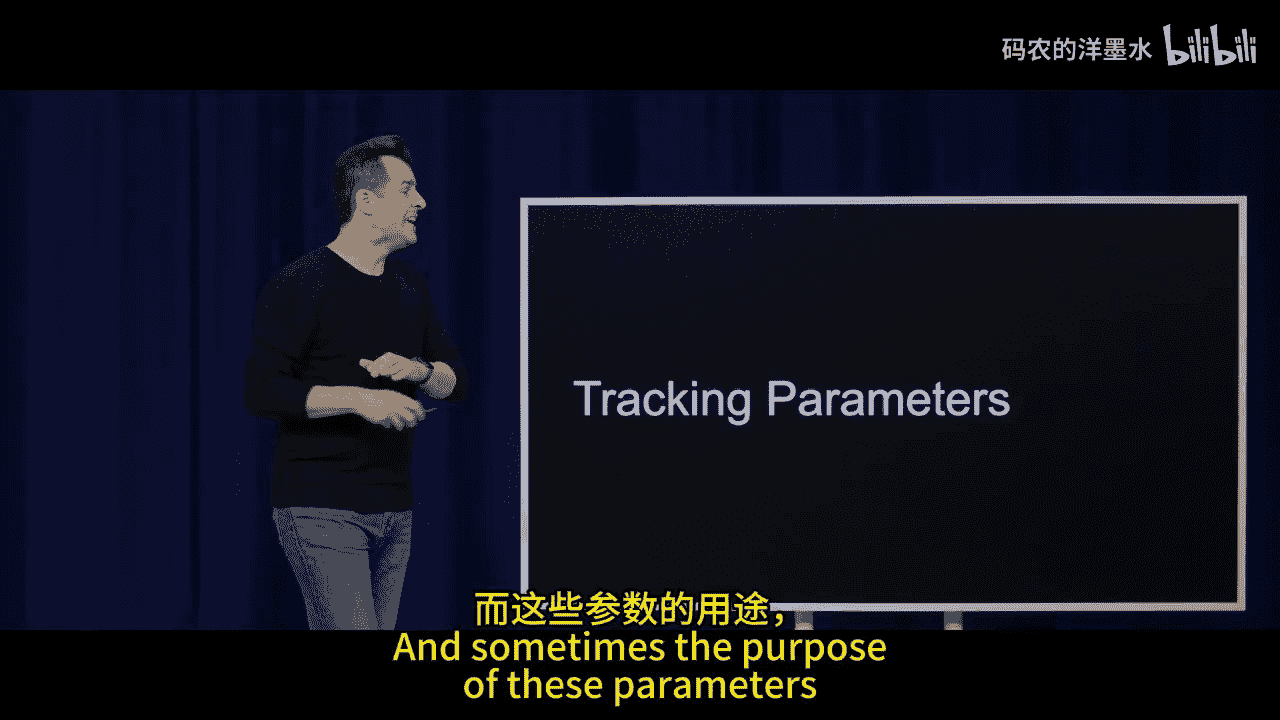 码农的洋墨水 bilibili
Tracking Parameters
而这些参数的用途，
And sometimes the purpose
of these parameters